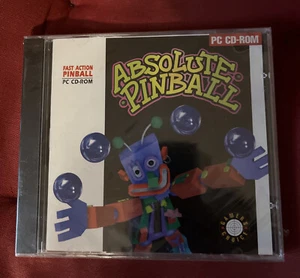 PC CD-ROM
FAST ACTION
PINBALL
PC CD-ROM
ABSOLUTE
PINBALL